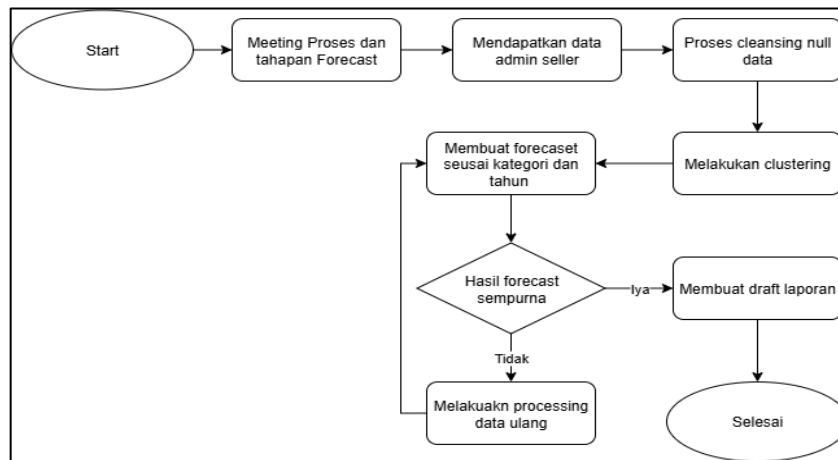 Start
Meeting Proses dan
tahapan Forecast
Mendapatkan data
admin seller
Proses cleansing null
data
Melakukan clustering
Membuat forecaset
seusai kategori dan
tahun
Hasil forecast
sempurna
Iya
Membuat draft laporan
Tidak
Melakuakn processing
data ulang
Selesai